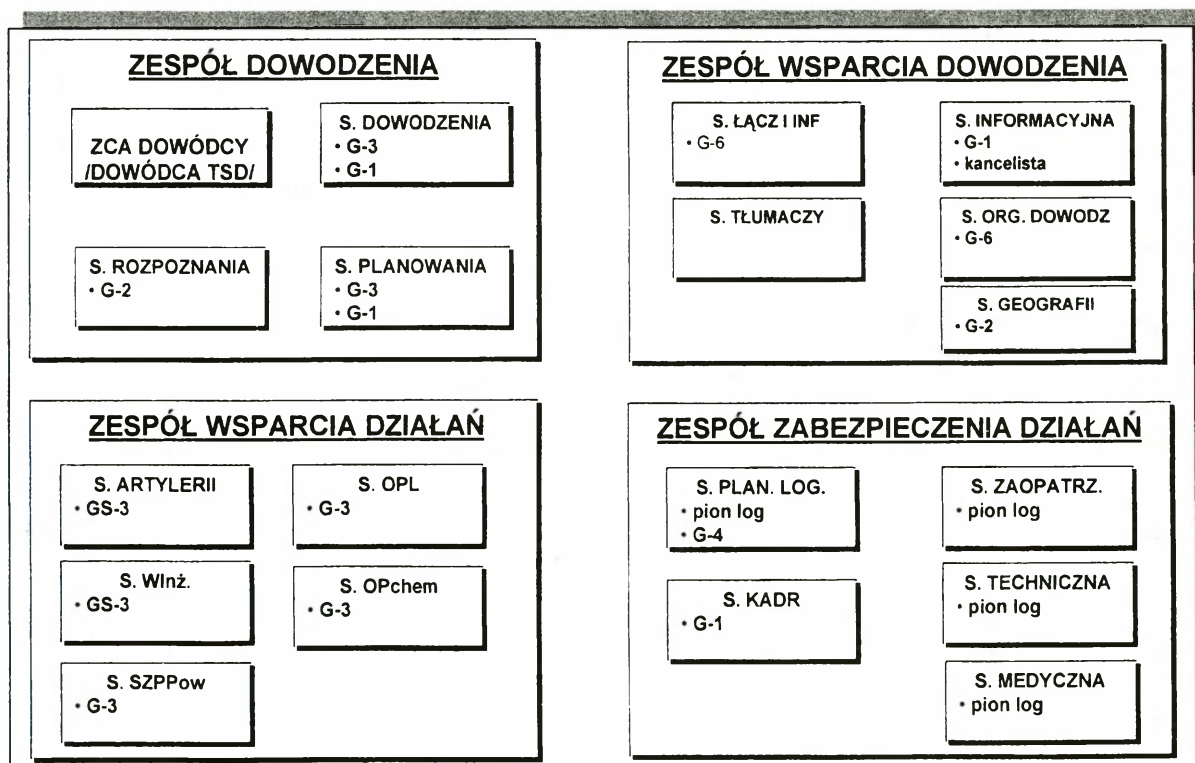 ZESPÓŁ DOWODZENIA
ZCA DOWÓDCY
/DOWÓDCA TSD/
S. DOWODZENIA
• G-3
• G-1
S. ROZPOZNANIA
• G-2
S. PLANOWANIA
• G-3
• G-1
ZESPÓŁ WSPARCIA DOWODZENIA
S. ŁĄCZ I INF
• G-6
S. INFORMACYJNA
• G-1
• kancelista
S. TŁUMACZY
S. ORG. DOWODZ
• G-6
S. GEOGRAFII
• G-2
ZESPÓŁ WSPARCIA DZIAŁAŃ
S. ARTYLERII
• GS-3
S. OPL
• G-3
S. WInż.
• GS-3
S. OPchem
• G-3
S. SZPPow
• G-3
ZESPÓŁ ZABEZPIECZENIA DZIAŁAŃ
S. PLAN. LOG.
• pion log
• G-4
S. ZAOPATRZ.
• pion log
S. KADR
• G-1
S. TECHNICZNA
• pion log
S. MEDYCZNA
• pion log